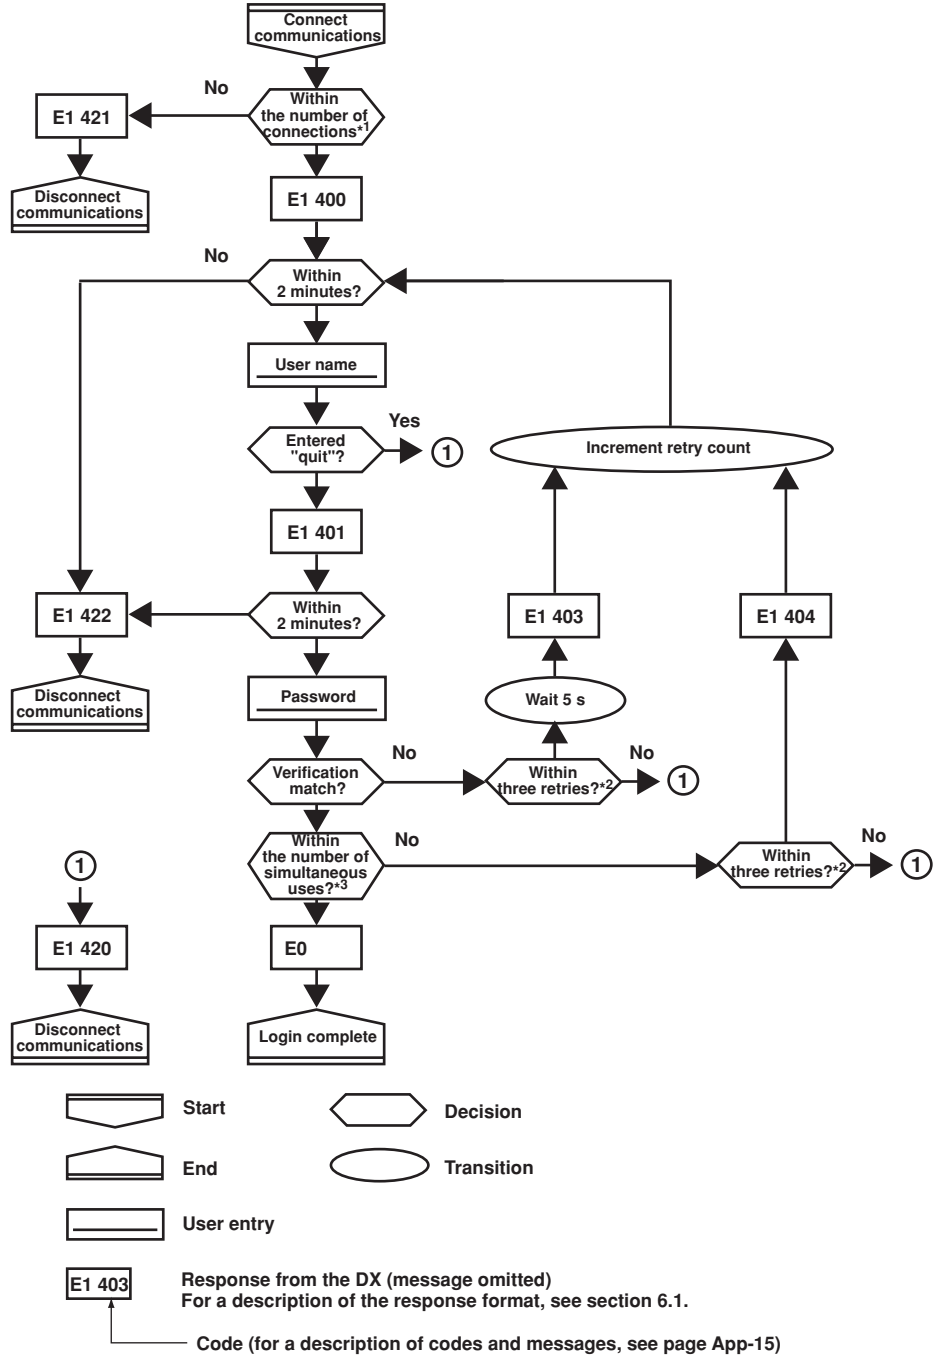 Connect
communications
No
Within
the number of
connections*1
E1 421
Disconnect
communications
E1 400
No
Within
2 minutes?
User name
Yes
Entered
"quit"?
1
Increment retry count
E1 401
E1 422
Within
2 minutes?
E1 403
E1 404
Disconnect
communications
Password
Wait 5 s
No
No
Verification
match?
Within
three retries?*2
1
No
No
Within
the number of
simultaneous
uses?*3
Within
three retries?*2
1
1
E1 420
E0
Disconnect
communications
Login complete
Start
Decision
End
Transition
User entry
E1 403
Response from the DX (message omitted)
For a description of the response format, see section 6.1.
Code (for a description of codes and messages, see page App-15)